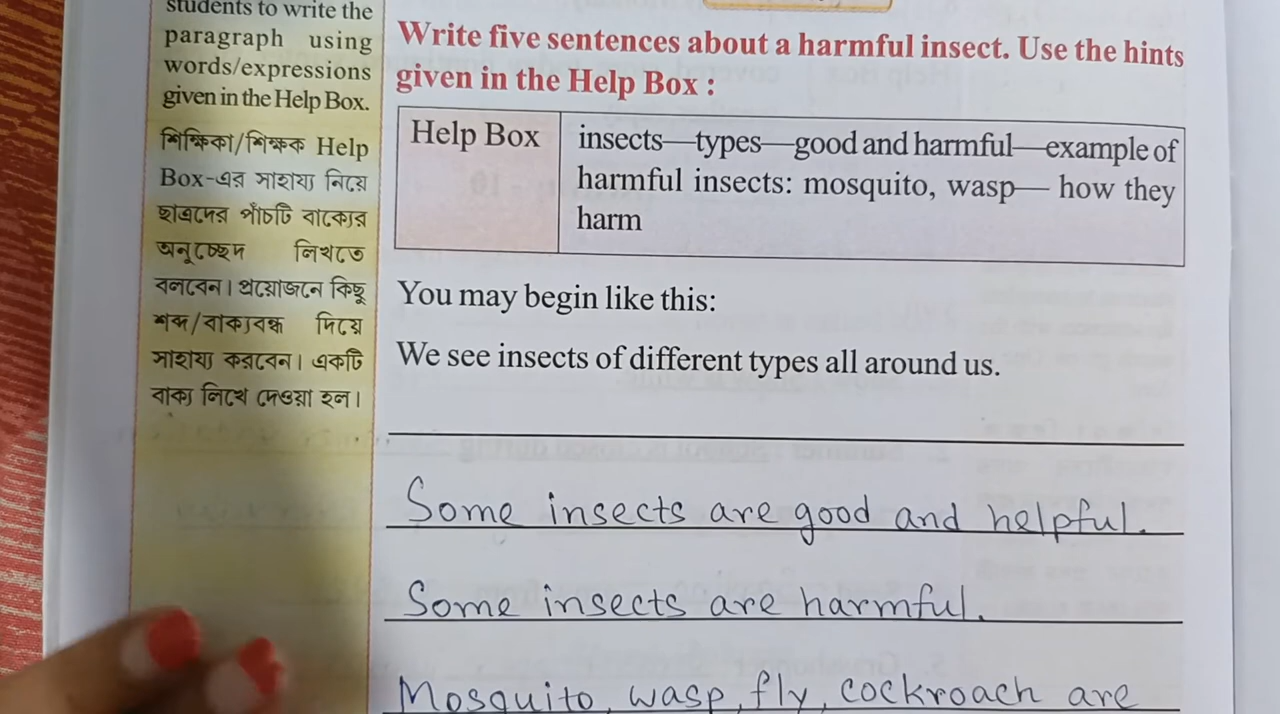 students to write the
paragraph using
words/expressions
given in the Help Box.
শিক্ষিকা/শিক্ষক Help
Box-এর সাহায্য নিয়ে
ছাত্রদের পাঁচটি বাক্যের
অনুচ্ছেদ লিখতে
বলবেন। প্রয়োজনে কিছু
শব্দ/বাক্যবন্ধ দিয়ে
সাহায্য করবেন। একটি
বাক্য লিখে দেওয়া হল।
Write five sentences about a harmful insect. Use the hints
given in the Help Box :
Help Box
insects—types—good and harmful—example of
harmful insects: mosquito, wasp— how they
harm
You may begin like this:
We see insects of different types all around us.
Some insects are good and helpful.
Some insects are harmful.
Mosquito, wasp, fly, cockroach are